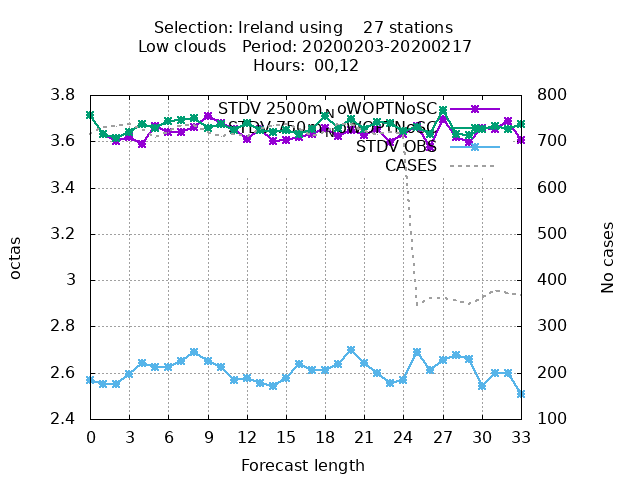 Selection: Ireland using 27 stations
Low clouds Period: 20200203-20200217
Hours: 00,12
STDV 2500m_NoWOPTNoSC
STDV 750m_NoWOPTNoSC
STDV OBS
CASES
3.8
3.6
3.4
3.2
3
2.8
2.6
2.4
octas
800
700
600
500
400
300
200
100
No cases
0 3 6 9 12 15 18 21 24 27 30 33
Forecast length